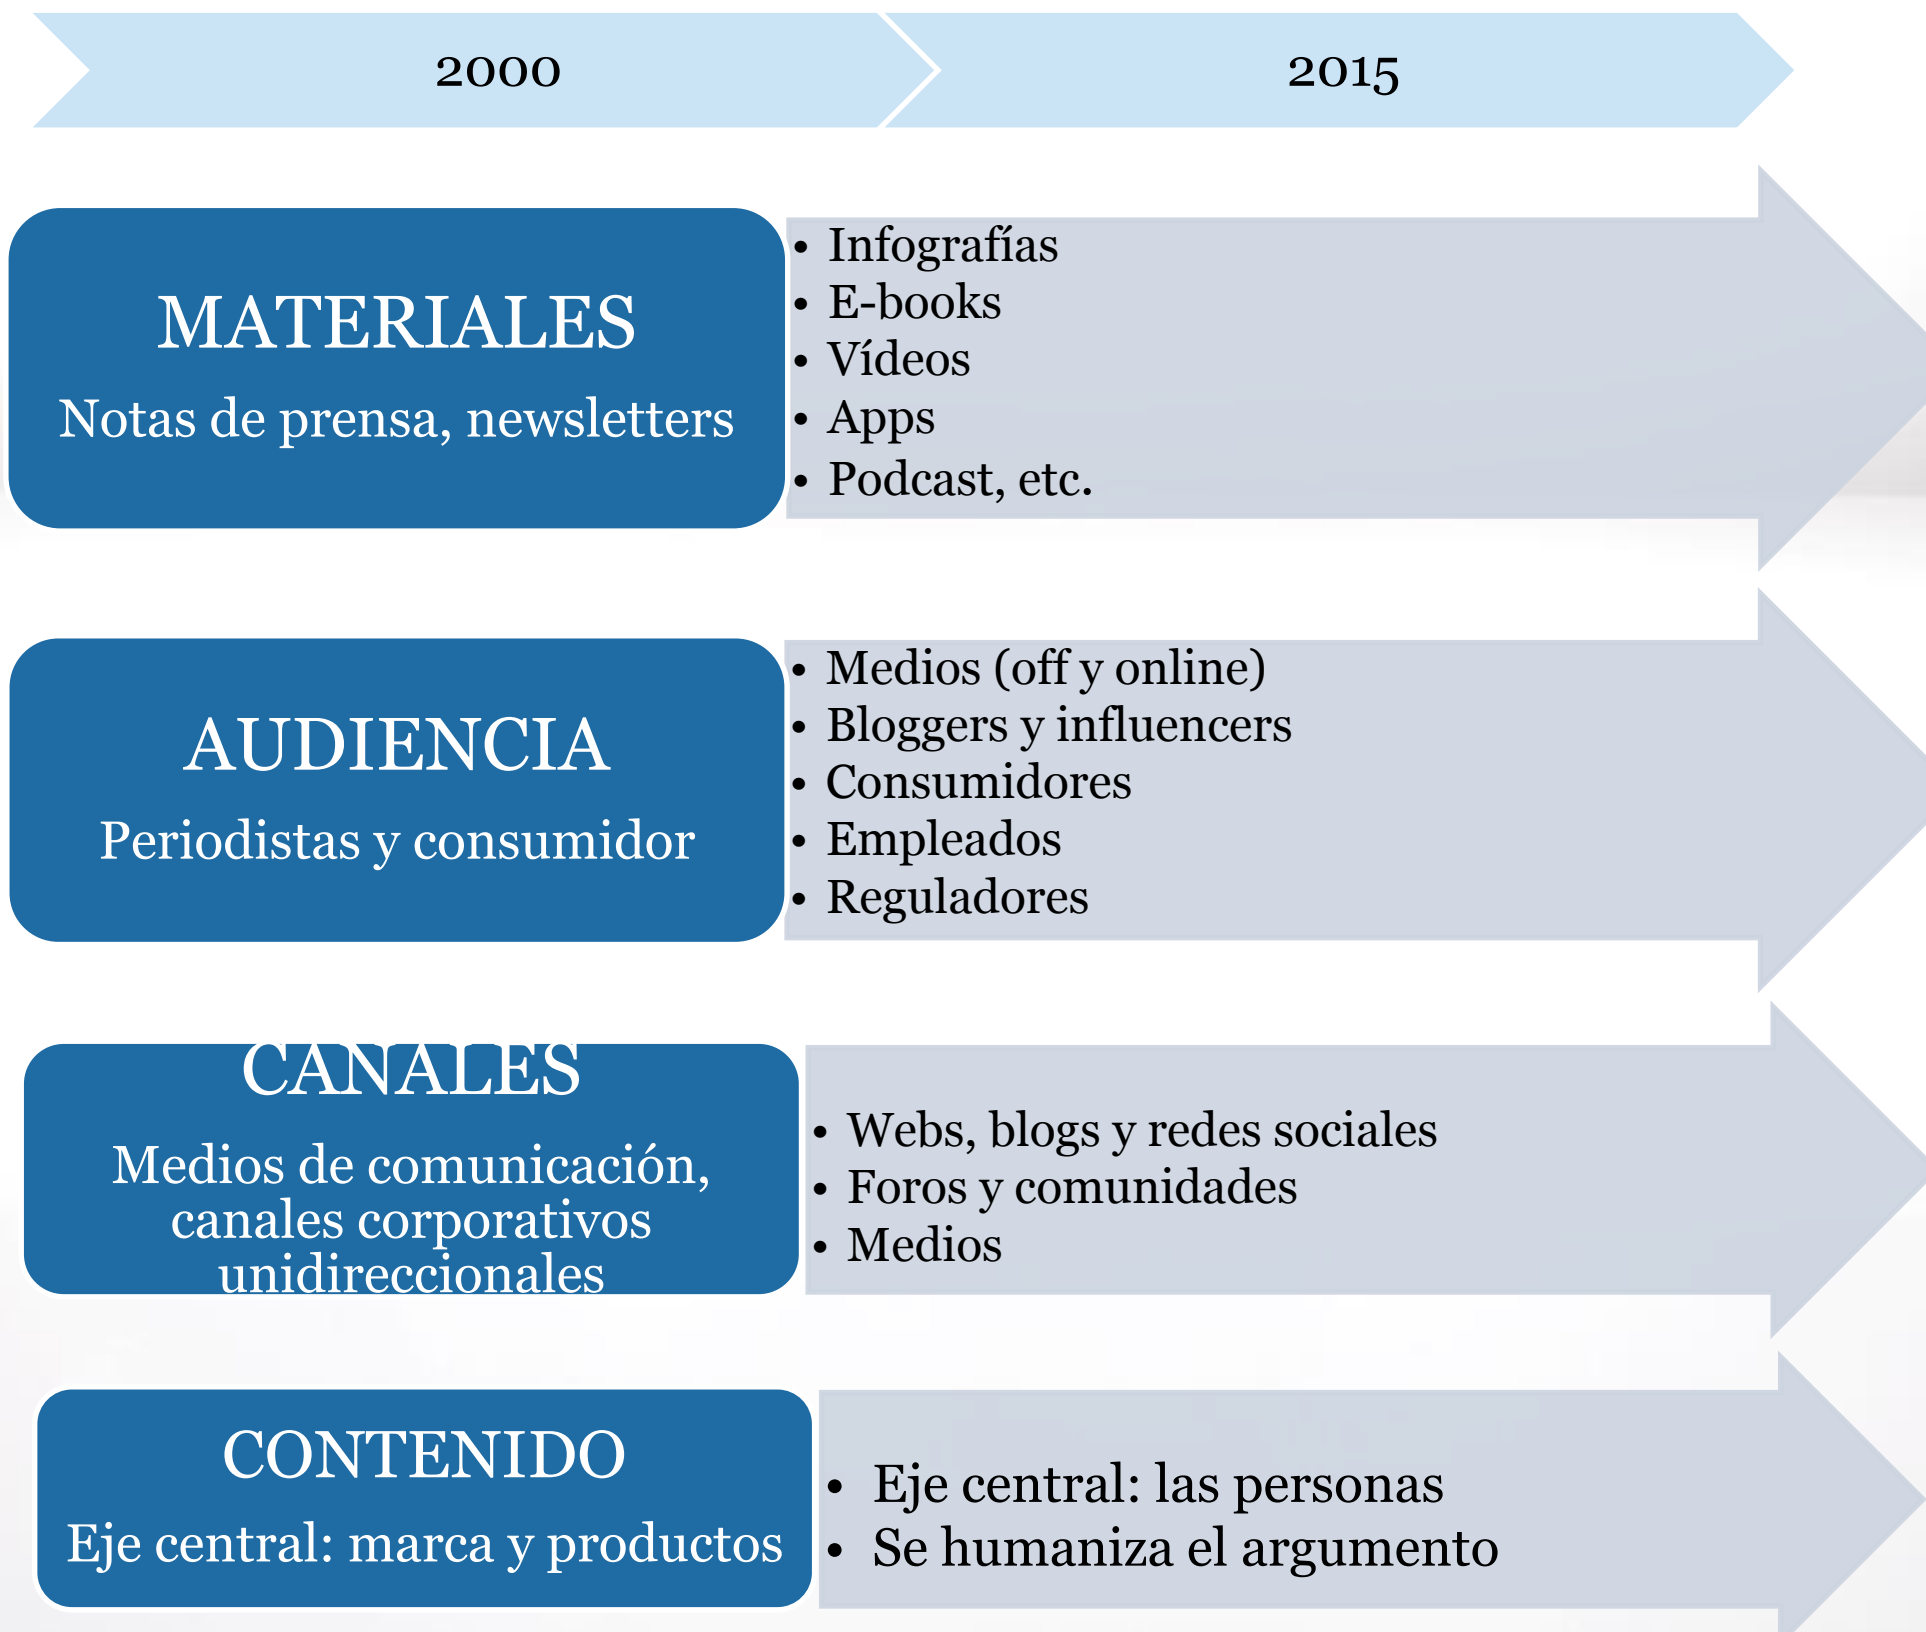 2000
2015
MATERIALES
Notas de prensa, newsletters
• Infografías
• E-books
• Vídeos
• Apps
• Podcast, etc.
AUDIENCIA
Periodistas y consumidor
• Medios (off y online)
• Bloggers y influencers
• Consumidores
• Empleados
• Reguladores
CANALES
Medios de comunicación,
canales corporativos
unidireccionales
• Webs, blogs y redes sociales
• Foros y comunidades
• Medios
CONTENIDO
Eje central: marca y productos
• Eje central: las personas
• Se humaniza el argumento